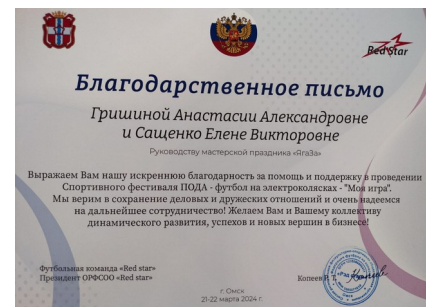 Red Star
Благодарственное письмо
Гришиной Анастасии Александровне
и Сащенко Елене Викторовне
Руководству мастерской праздника «ЯгаЗа»
Выражаем Вам нашу искреннюю благодарность за помощь и поддержку в проведении
Спортивного фестиваля ПОДА - футбол на электроколясках - "Моя игра".
Мы верим в сохранение деловых и дружеских отношений и очень надеемся
на дальнейшее сотрудничество! Желаем Вам и Вашему коллективу
динамического развития, успехов и новых вершин в бизнесе!
Футбольная команда «Red star»
Президент ОРФСОО «Red star»
Копеев
г. Омск
21-22 марта 2024 г.